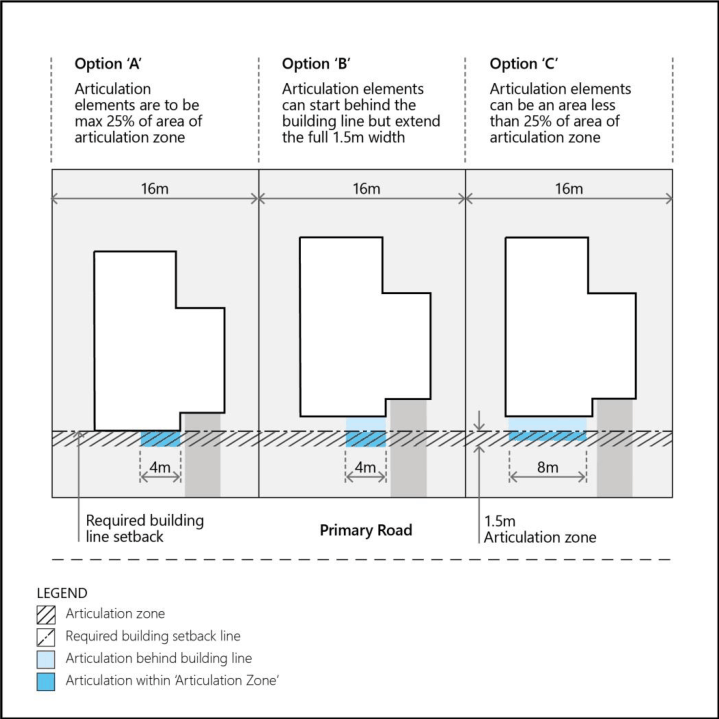 Option ‘A’
Articulation
elements are to be
max 25% of area of
articulation zone
Option ‘B’
Articulation elements
can start behind the
building line but extend
the full 1.5m width
Option ‘C’
Articulation elements
can be an area less
than 25% of area of
articulation zone
16m
16m
16m
4m
4m
8m
Required building
line setback
Primary Road
1.5m
Articulation zone
LEGEND
Articulation zone
Required building setback line
Articulation behind building line
Articulation within ‘Articulation Zone’